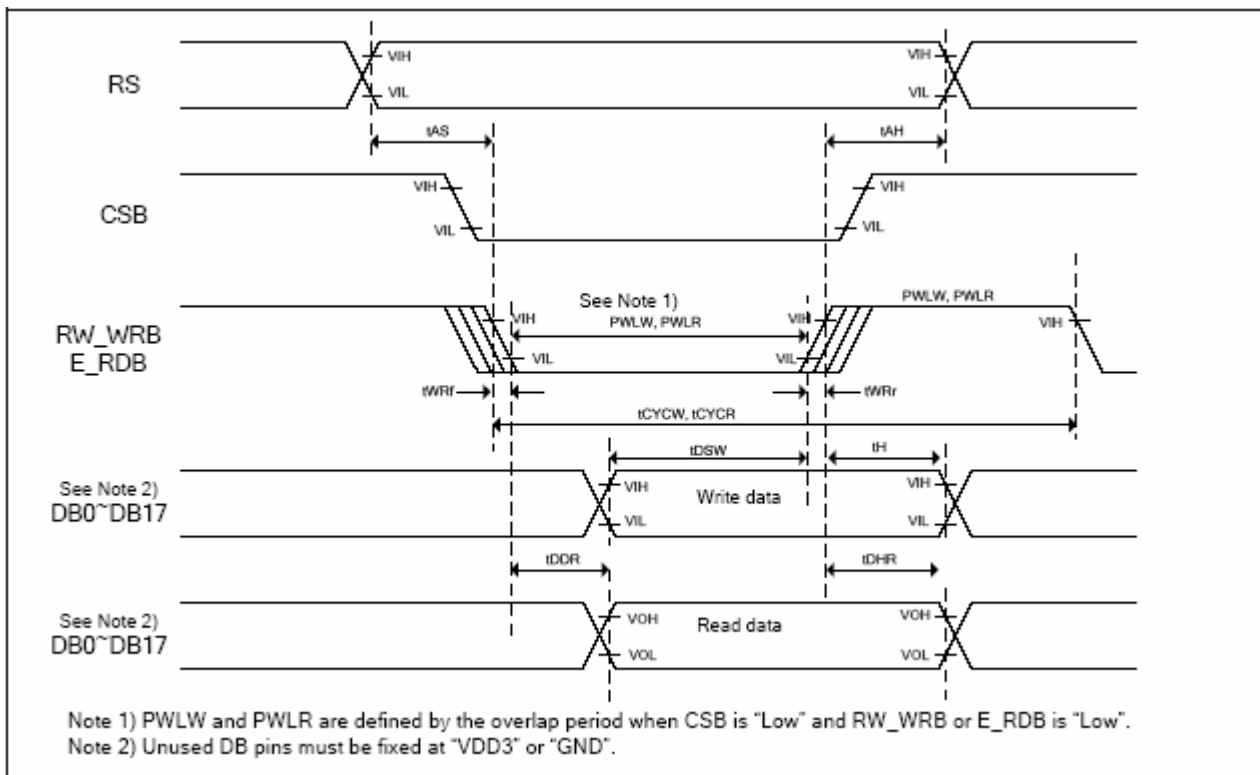 RS
VIH
VIL
VIH
VIL
tAS
tAH
CSB
VIH
VIL
VIH
VIL
RW_WRB
E_RDB
See Note 1)
PWLW, PWLR
PWLW, PWLR
VIH
VIL
VIH
VIL
VIH
tWRf
tWRr
tCYCW, tCYCR
tDSW
tH
See Note 2)
DB0~DB17
VIH
VIL
Write data
VIH
VIL
tDDR
tDHR
See Note 2)
DB0~DB17
VOH
VOL
Read data
VOH
VOL
Note 1) PWLW and PWLR are defined by the overlap period when CSB is "Low" and RW_WRB or E_RDB is "Low".
Note 2) Unused DB pins must be fixed at "VDD3" or "GND".